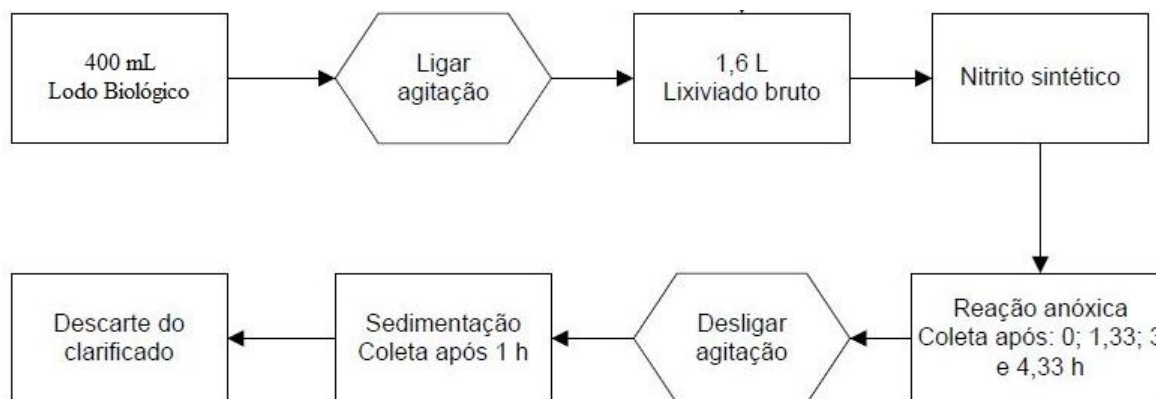 400 mL
Lodo Biológico
Ligar
agitação
1,6 L
Lixiviado bruto
Nitrito sintético
Descarte do
clarificado
Sedimentação
Coleta após 1 h
Desligar
agitação
Reação anóxica
Coleta após: 0; 1,33; 3
e 4,33 h